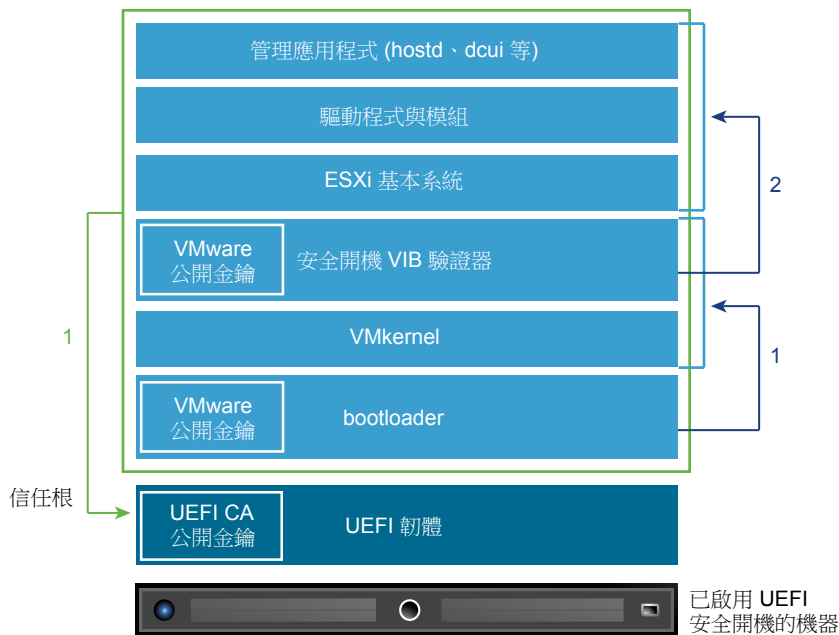 管理應用程式 (hostd、dcui 等)
驅動程式與模組
ESXi 基本系統
2
VMware
公開金鑰
安全開機 VIB 驗證器
1
VMkernel
1
VMware
公開金鑰
bootloader
信任根
UEFI CA
公開金鑰
UEFI 韌體
已啟用 UEFI
安全開機的機器